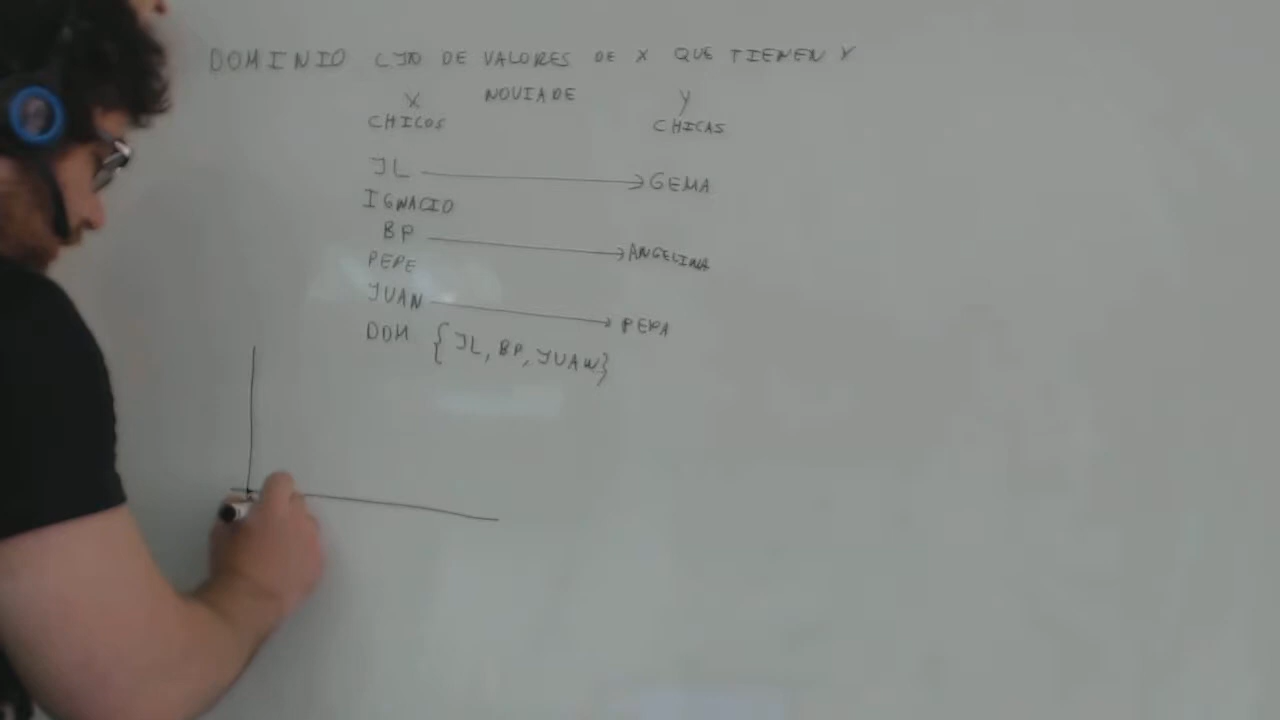 DOMINIO CJTO DE VALORES DE X QUE TIENEN Y
X NOVIA DE Y
CHICOS CHICAS
JL GEMA
IGNACIO
BP ANGELINA
PEPE
JUAN PEPA
DOM {JL, BP, JUAN}